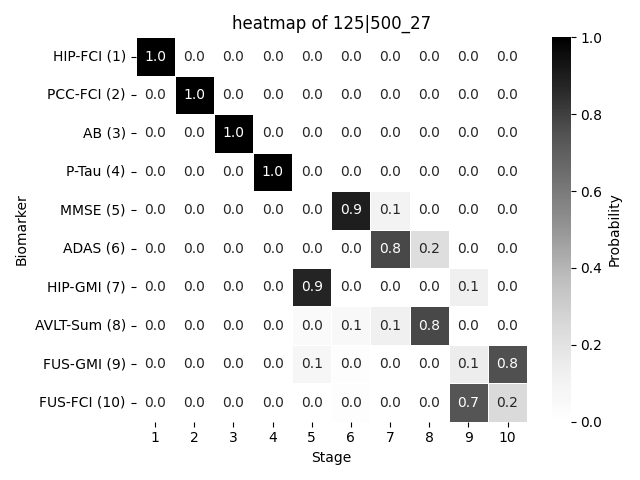 heatmap of 125|500_27
HIP-FCI (1) 1.0 0.0 0.0 0.0 0.0 0.0 0.0 0.0 0.0 0.0
PCC-FCI (2) 0.0 1.0 0.0 0.0 0.0 0.0 0.0 0.0 0.0 0.0
AB (3) 0.0 0.0 1.0 0.0 0.0 0.0 0.0 0.0 0.0 0.0
P-Tau (4) 0.0 0.0 0.0 1.0 0.0 0.0 0.0 0.0 0.0 0.0
MMSE (5) 0.0 0.0 0.0 0.0 0.0 0.9 0.1 0.0 0.0 0.0
ADAS (6) 0.0 0.0 0.0 0.0 0.0 0.0 0.8 0.2 0.0 0.0
HIP-GMI (7) 0.0 0.0 0.0 0.0 0.9 0.0 0.0 0.0 0.1 0.0
AVLT-Sum (8) 0.0 0.0 0.0 0.0 0.0 0.1 0.1 0.8 0.0 0.0
FUS-GMI (9) 0.0 0.0 0.0 0.0 0.1 0.0 0.0 0.0 0.1 0.8
FUS-FCI (10) 0.0 0.0 0.0 0.0 0.0 0.0 0.0 0.0 0.7 0.2
1 2 3 4 5 6 7 8 9 10
Stage
Biomarker
1.0
0.8
0.6
0.4
0.2
0.0
Probability